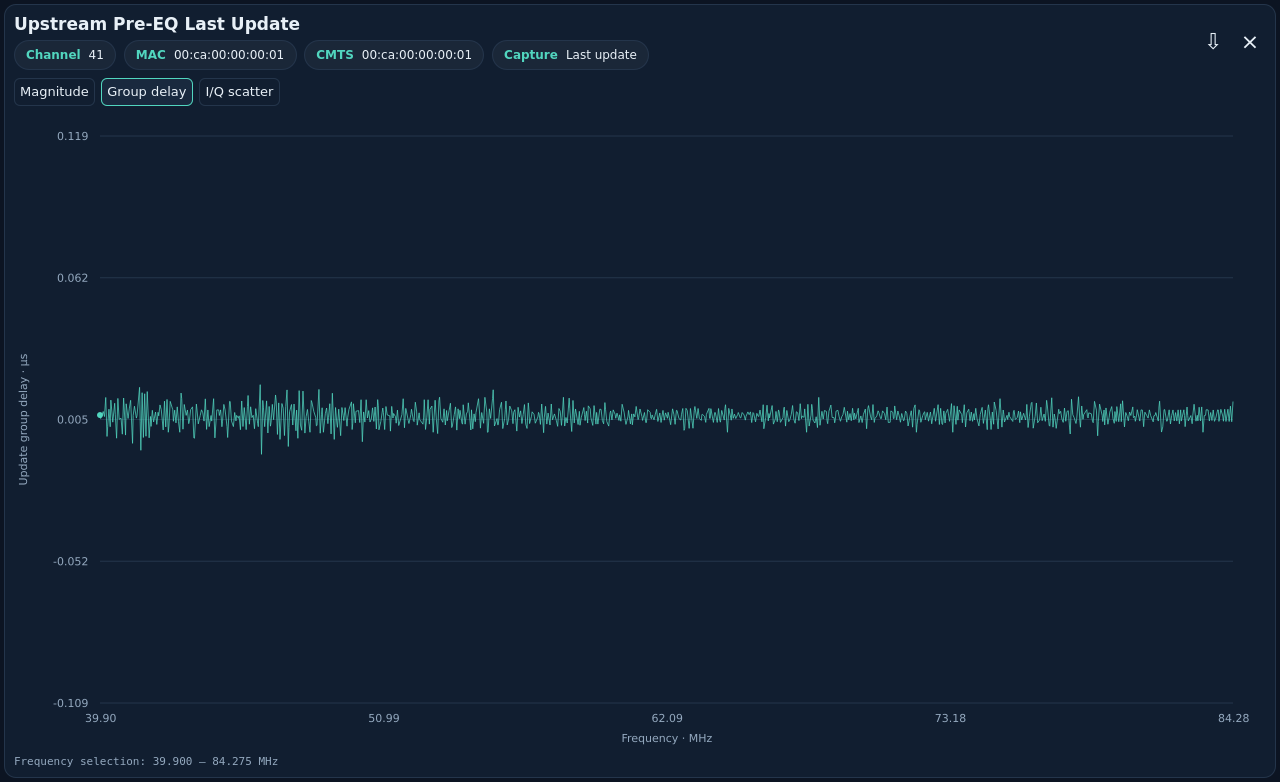 Upstream Pre-EQ Last Update
⇩ ×
Channel 41 MAC 00:ca:00:00:00:01 CMTS 00:ca:00:00:00:01 Capture Last update
Magnitude Group delay I/Q scatter
0.119
0.062
0.005
-0.052
-0.109
Update group delay · µs
39.90 50.99 62.09 73.18 84.28
Frequency · MHz
Frequency selection: 39.900 — 84.275 MHz